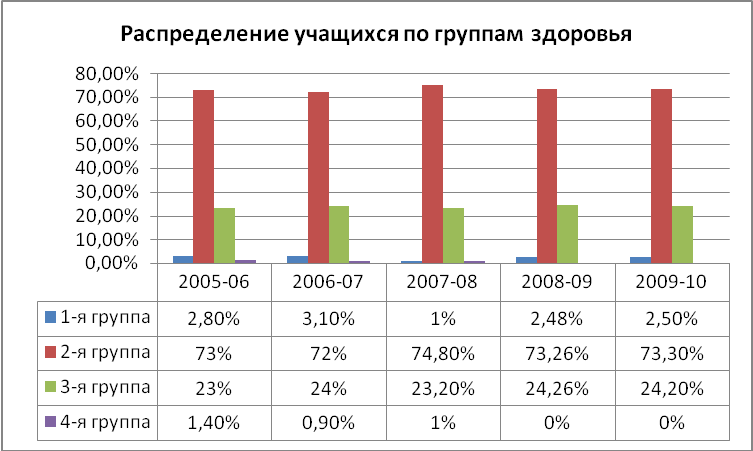 Распределение учащихся по группам здоровья
80,00%
70,00%
60,00%
50,00%
40,00%
30,00%
20,00%
10,00%
0,00%
2005-06 2006-07 2007-08 2008-09 2009-10
1-я группа 2,80% 3,10% 1% 2,48% 2,50%
2-я группа 73% 72% 74,80% 73,26% 73,30%
3-я группа 23% 24% 23,20% 24,26% 24,20%
4-я группа 1,40% 0,90% 1% 0% 0%